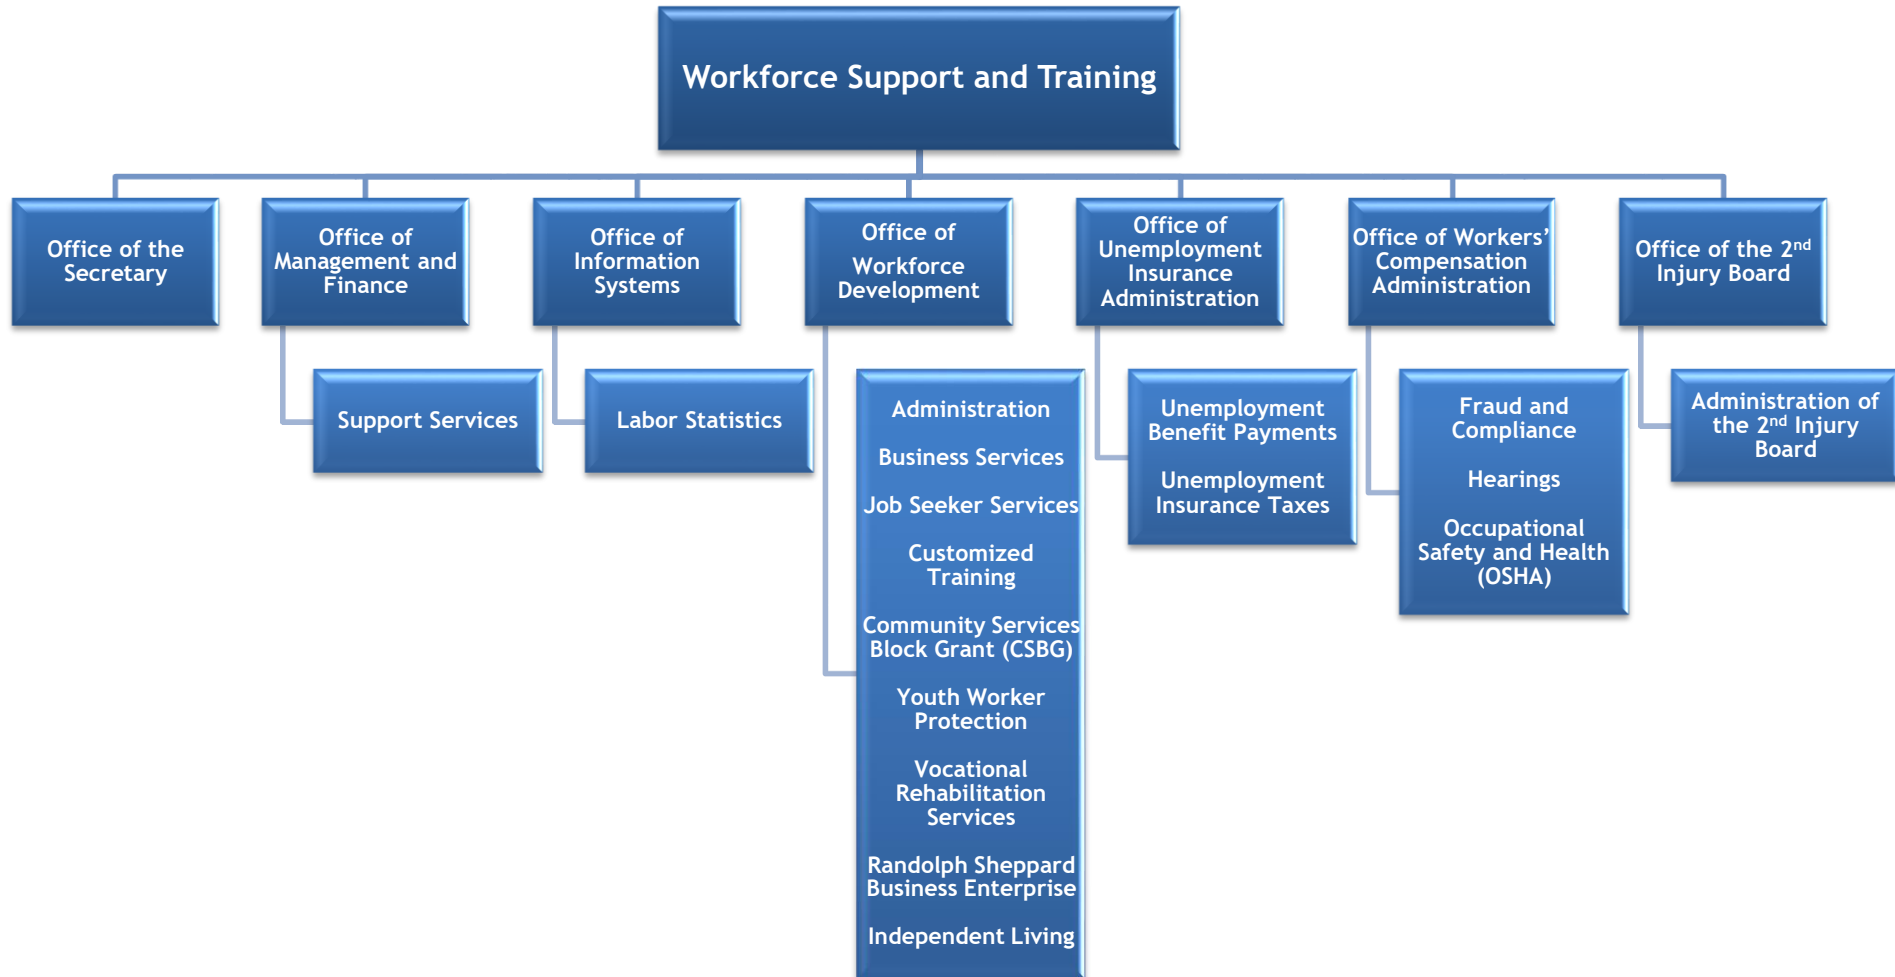 Workforce Support and Training
Office of the
Secretary
Office of
Management and
Finance
Office of
Information
Systems
Office of
Workforce
Development
Office of
Unemployment
Insurance
Administration
Office of Workers’
Compensation
Administration
Office of the 2nd
Injury Board
Support Services
Labor Statistics
Administration
Business Services
Job Seeker Services
Customized
Training
Community Services
Block Grant (CSBG)
Youth Worker
Protection
Vocational
Rehabilitation
Services
Randolph Sheppard
Business Enterprise
Independent Living
Unemployment
Benefit Payments
Unemployment
Insurance Taxes
Fraud and
Compliance
Hearings
Occupational
Safety and Health
(OSHA)
Administration of
the 2nd Injury
Board